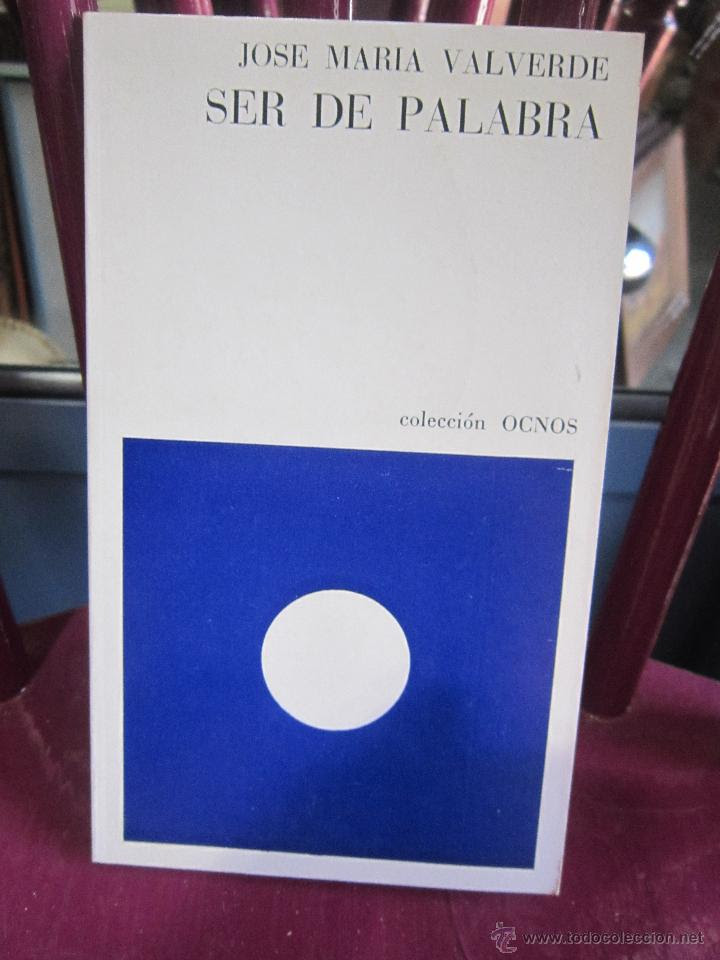 JOSE MARIA VALVERDE
SER DE PALABRA
colección OCNOS
© www.todocoleccion.net